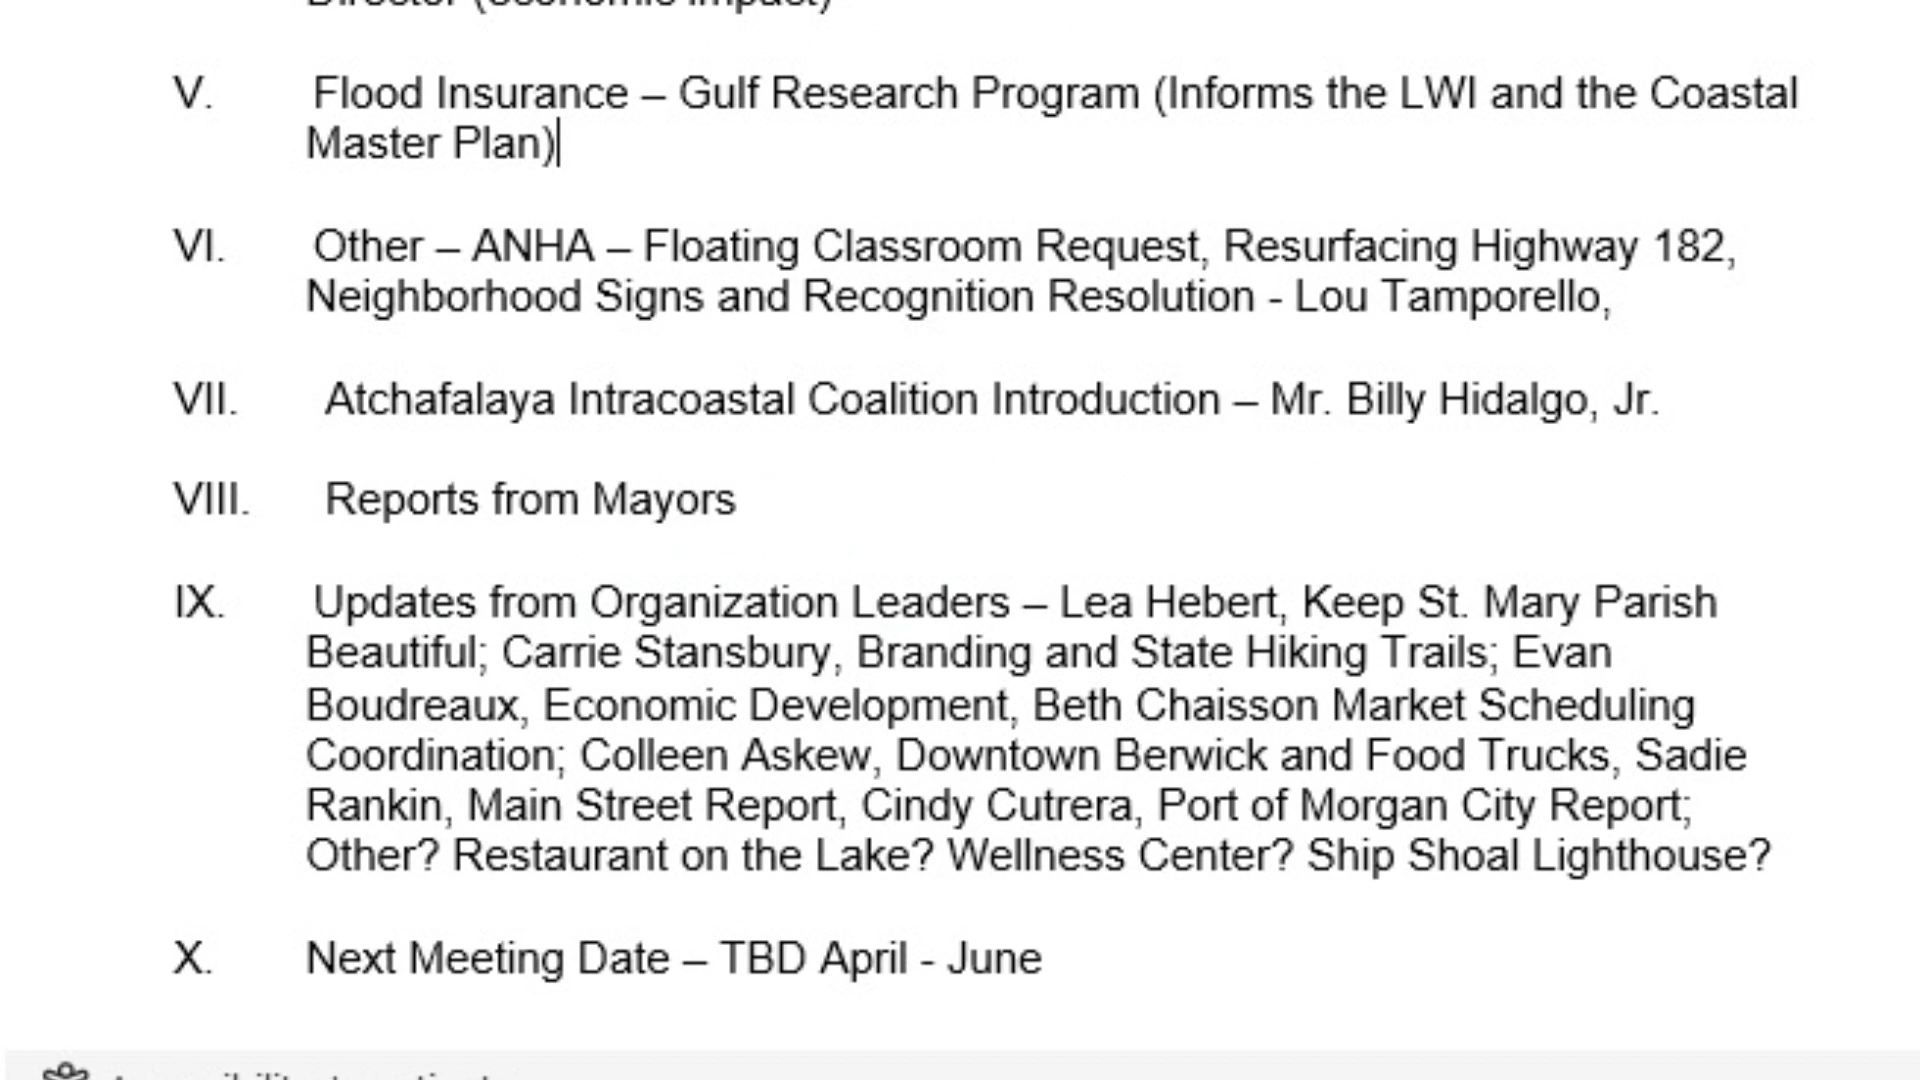 Director (economic impact)
V. Flood Insurance – Gulf Research Program (Informs the LWI and the Coastal
Master Plan)
VI. Other – ANHA – Floating Classroom Request, Resurfacing Highway 182,
Neighborhood Signs and Recognition Resolution - Lou Tamporello,
VII. Atchafalaya Intracoastal Coalition Introduction – Mr. Billy Hidalgo, Jr.
VIII. Reports from Mayors
IX. Updates from Organization Leaders – Lea Hebert, Keep St. Mary Parish
Beautiful; Carrie Stansbury, Branding and State Hiking Trails; Evan
Boudreaux, Economic Development, Beth Chaisson Market Scheduling
Coordination; Colleen Askew, Downtown Berwick and Food Trucks, Sadie
Rankin, Main Street Report, Cindy Cutrera, Port of Morgan City Report;
Other? Restaurant on the Lake? Wellness Center? Ship Shoal Lighthouse?
X. Next Meeting Date – TBD April - June